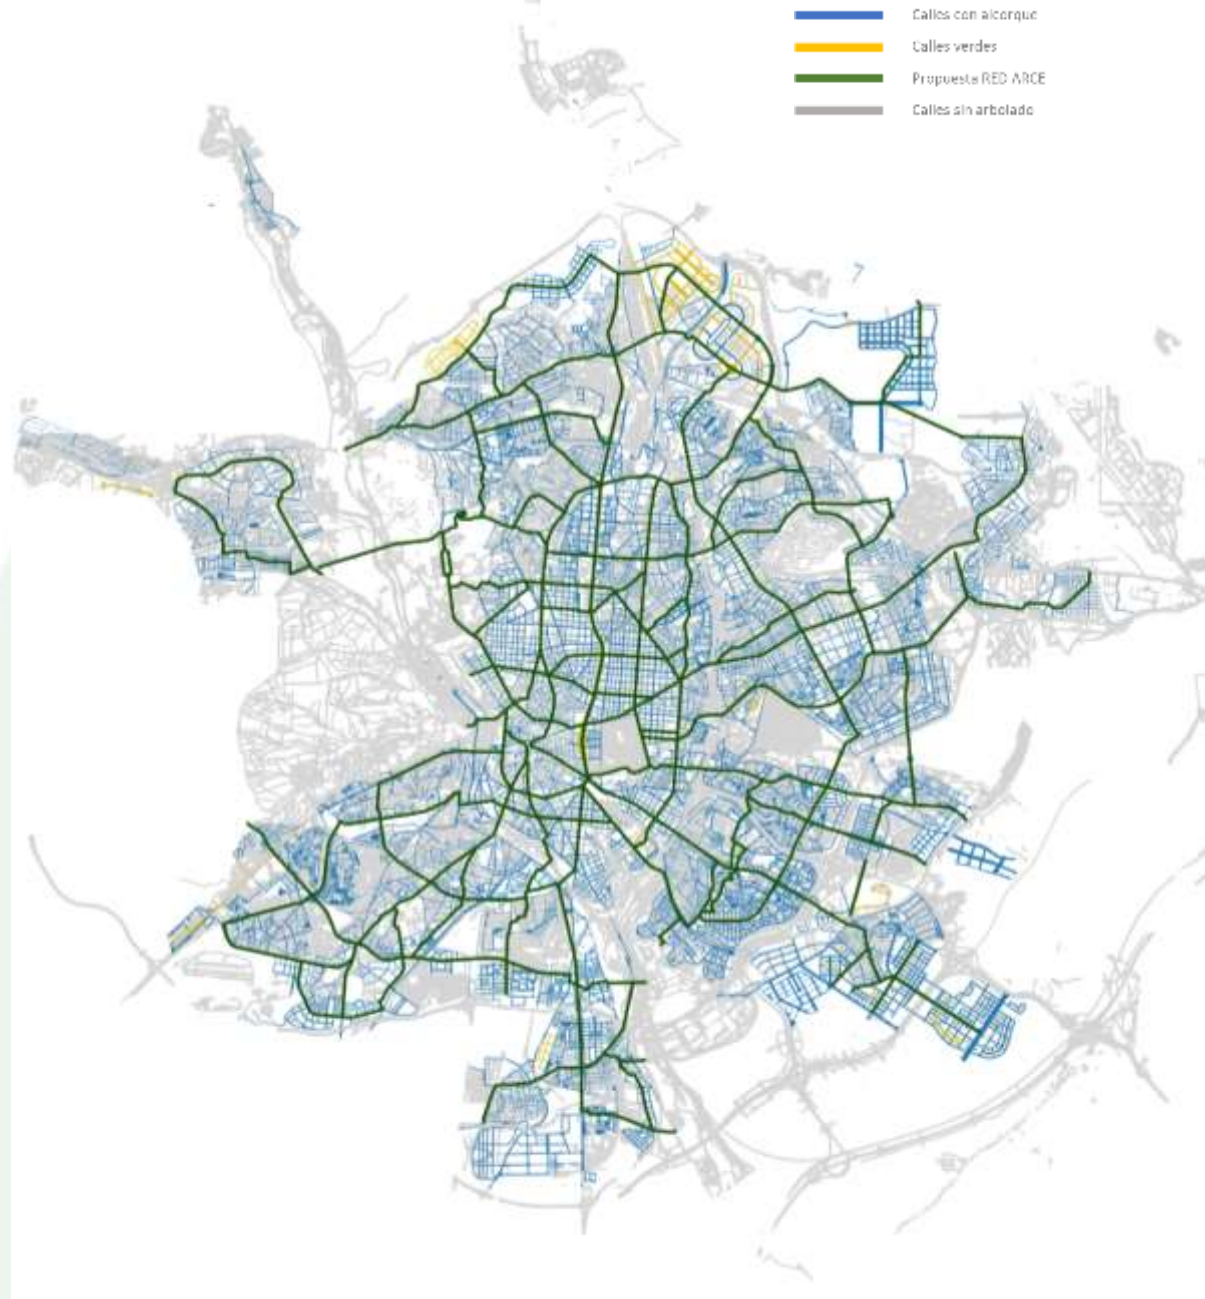 Calles con alcorque
Calles verdes
Propuesta RED ARCE
Calles sin arbolado